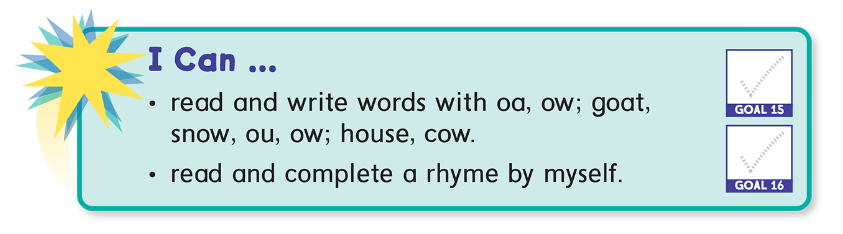 I Can ...
• read and write words with oa, ow; goat,
snow, ou, ow; house, cow.
GOAL 15
• read and complete a rhyme by myself.
GOAL 16